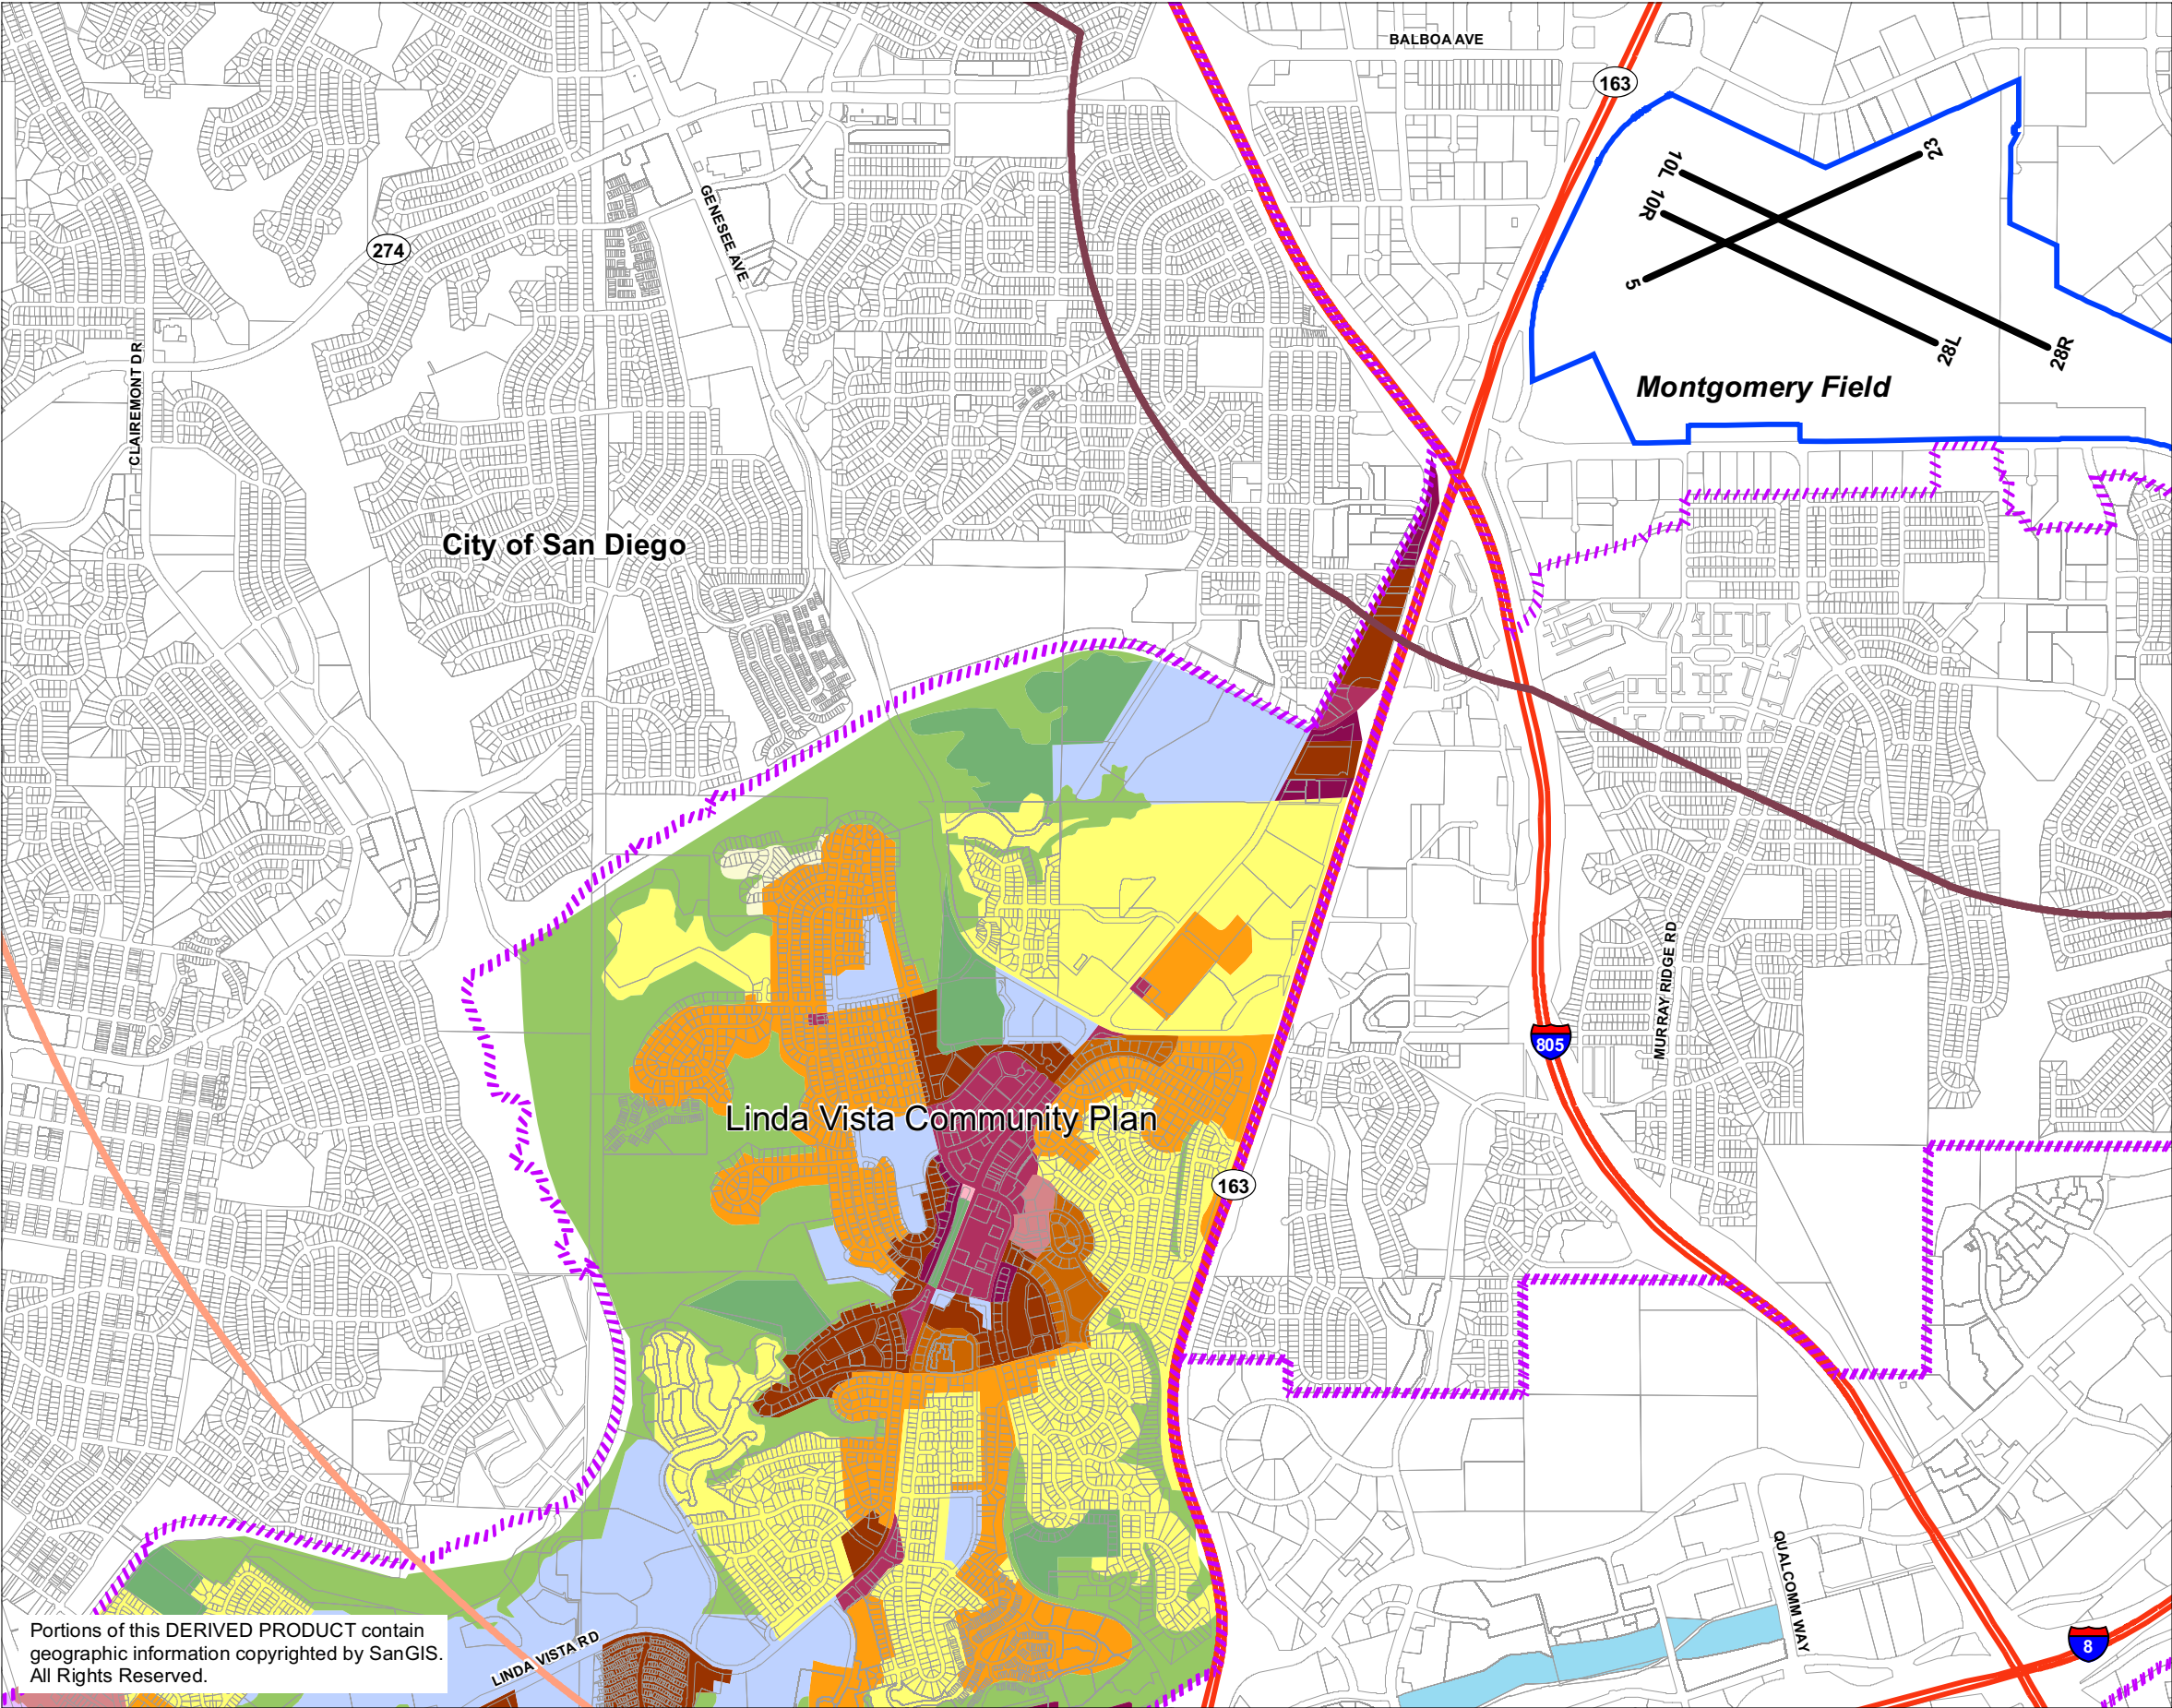 BALBOA AVE
163
23
10L
10R
GENESEE AVE
274
5
28L
28R
CLAIREMONT DR
Montgomery Field
City of San Diego
MURRAY RIDGE RD
805
Linda Vista Community Plan
163
QUALCOMM WAY
Portions of this DERIVED PRODUCT contain
geographic information copyrighted by SanGIS.
All Rights Reserved.
LINDA VISTA RD
8